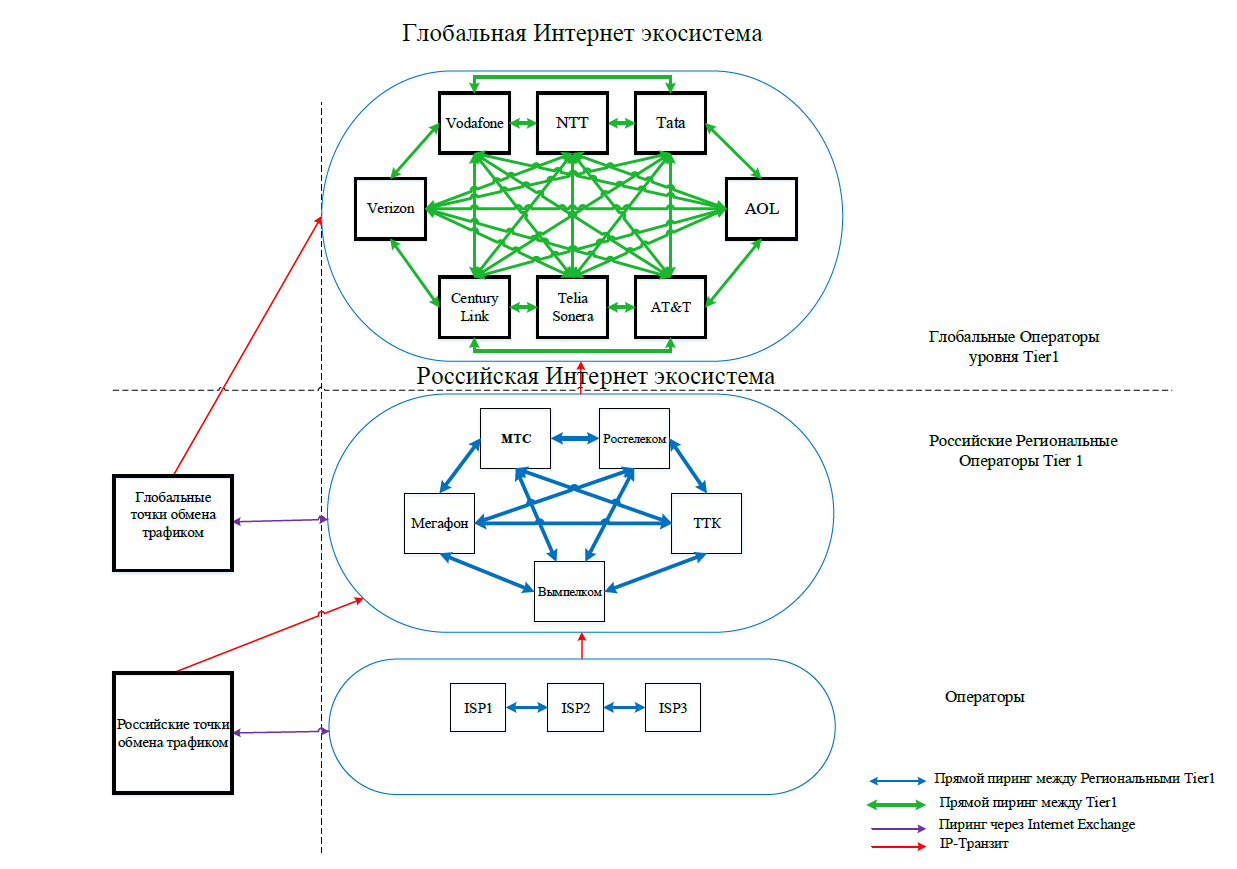 Глобальная Интернет экосистема
Vodafone
NTT
Tata
Verizon
AOL
Century
Link
Telia
Sonera
AT&T
Глобальные Операторы
уровня Tier1
Российская Интернет экосистема
МТС
Ростелеком
Российские Региональные
Операторы Tier 1
Глобальные
точки обмена
трафиком
Мегафон
ТТК
Вымпелком
ISP1
ISP2
ISP3
Операторы
Российские точки
обмена трафиком
Прямой пиринг между Региональными Tier1
Прямой пиринг между Tier1
Пиринг через Internet Exchange
IP-Транзит